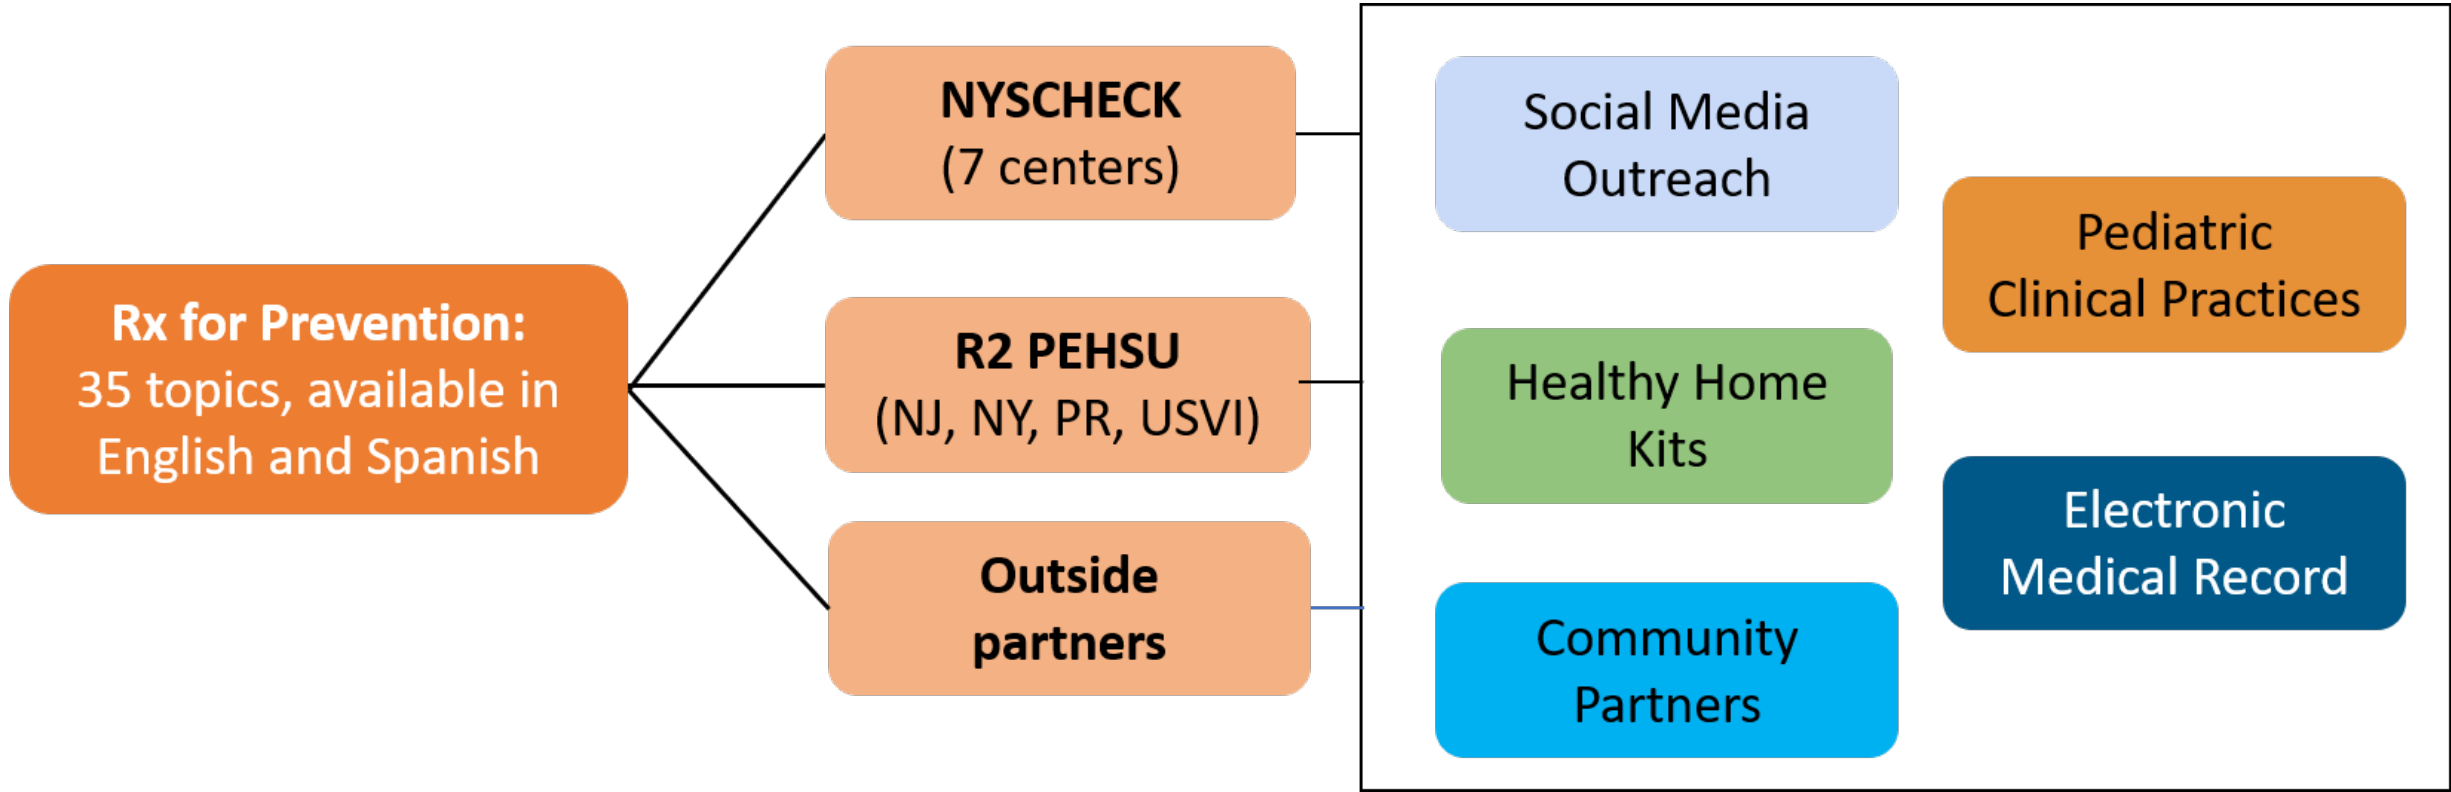 Rx for Prevention:
35 topics, available in
English and Spanish
NYSCHECK
(7 centers)
R2 PEHSU
(NJ, NY, PR, USVI)
Outside
partners
Social Media
Outreach
Healthy Home
Kits
Community
Partners
Pediatric
Clinical Practices
Electronic
Medical Record